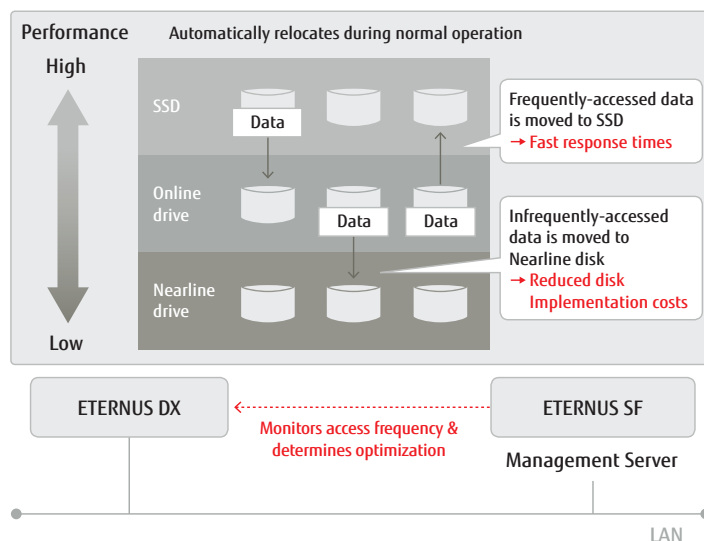 Performance
Automatically relocates during normal operation
High
SSD
Data
Frequently-accessed data
is moved to SSD
→ Fast response times
Online
drive
Data
Data
Infrequently-accessed
data is moved to
Nearline disk
→ Reduced disk
Implementation costs
Nearline
drive
Low
ETERNUS DX
ETERNUS SF
Monitors access frequency &
determines optimization
Management Server
LAN